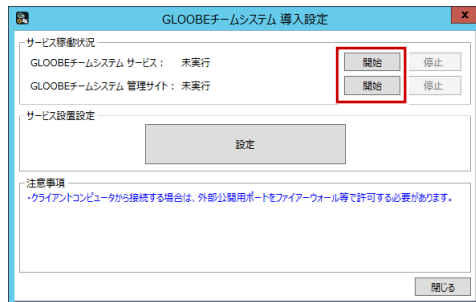 GLOOBEチームシステム 導入設定
x
サービス稼働状況
GLOOBEチームシステム サービス： 未実行 開始 停止
GLOOBEチームシステム 管理サイト： 未実行 開始 停止
サービス設置設定
設定
注意事項
・クライアントコンピュータから接続する場合は、外部公開用ポートをファイアーウォール等で許可する必要があります。
閉じる